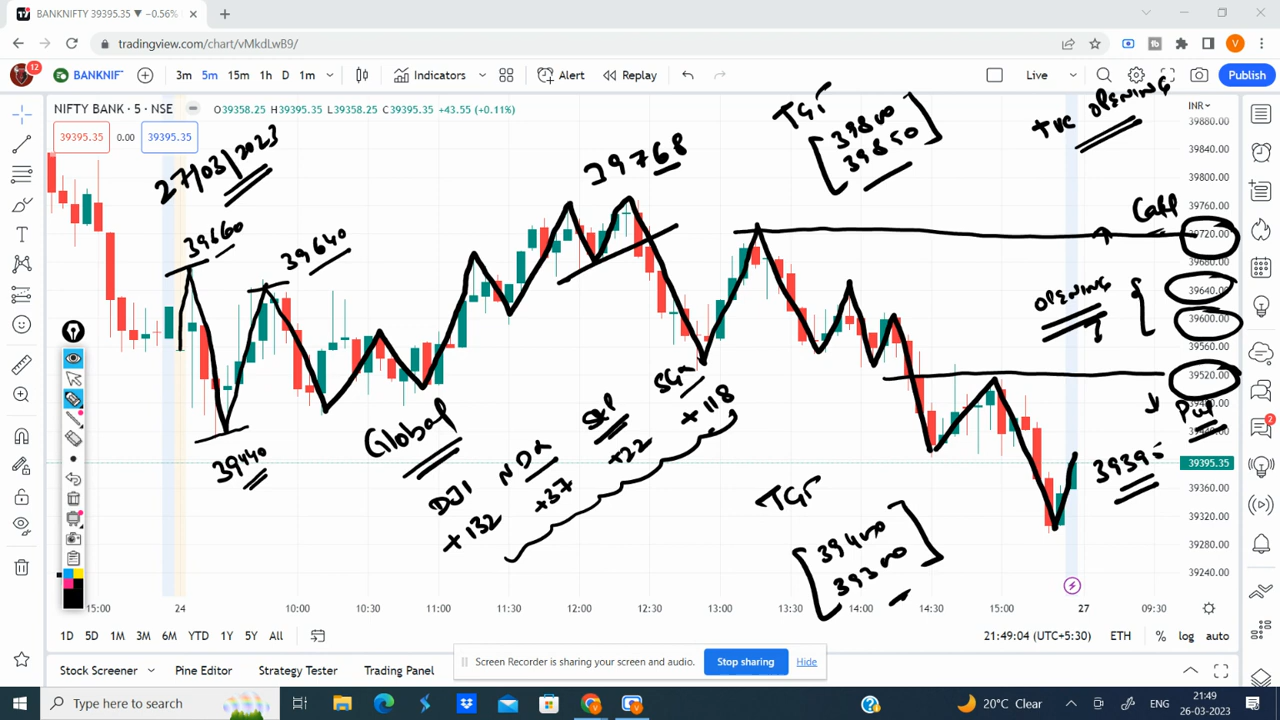 BANKNIFTY 39395.35 ▼ −0.56%
tradingview.com/chart/vMkdLwB9/
12
BANKNIF
3m 5m 15m 1h D 1m
Indicators
Alert
Replay
Live
Publish
NIFTY BANK · 5 · NSE
O39358.25 H39395.35 L39358.25 C39395.35 +43.55 (+0.11%)
39395.35 0.00 39395.35
INR
39880.00
39840.00
39800.00
39760.00
39720.00
39680.00
39640.00
39600.00
39560.00
39520.00
39395.35
39360.00
39320.00
39280.00
39240.00
27/03/2023
39660
39640
39440
39768
TGT
39800
39850
+ve OPENING
Call
OPENING
Put
39395
Global
DJI
+132
NDX
+37
S&P
+22
+118
TGT
39400
39300
15:00 24 10:00 10:30 11:00 11:30 12:00 12:30 13:00 13:30 14:00 14:30 15:00 27 09:30
1D 5D 1M 3M 6M YTD 1Y 5Y All
21:49:04 (UTC+5:30) ETH % log auto
Stock Screener Pine Editor Strategy Tester Trading Panel
Screen Recorder is sharing your screen and audio.
Stop sharing
Hide
2
Type here to search
20°C Clear
ENG
21:49
26-03-2023